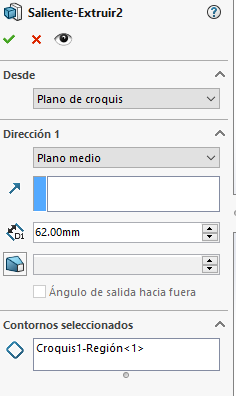 Saliente-Extruir2
Desde
Plano de croquis
Dirección 1
Plano medio
D1
62.00mm
Ángulo de salida hacia fuera
Contornos seleccionados
Croquis1-Región<1>